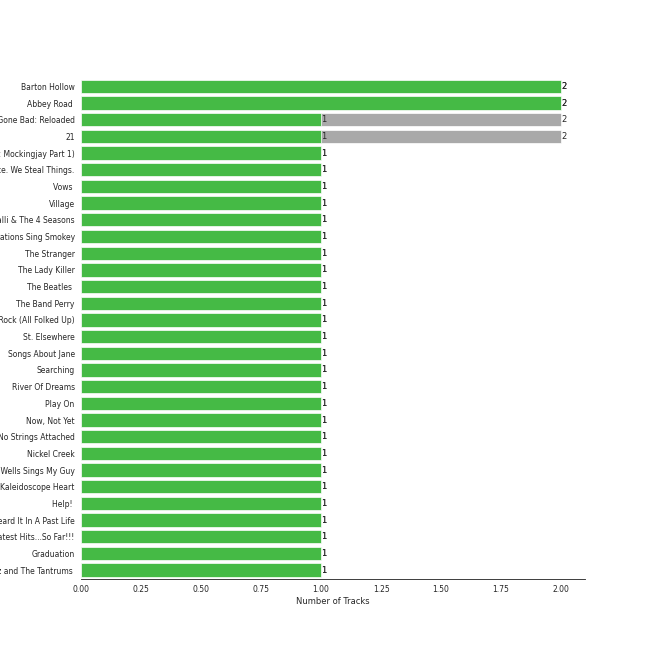 Barton Hollow 2
Abbey Road 2
Gone Bad: Reloaded 1 2
21 1 2
Mockingjay Part 1) 1
We Steal Things. 1
Vows 1
Village 1
& The 4 Seasons 1
Sing Smokey 1
The Stranger 1
The Lady Killer 1
The Beatles 1
The Band Perry 1
Rock (All Folked Up) 1
St. Elsewhere 1
Songs About Jane 1
Searching 1
River Of Dreams 1
Play On 1
Now, Not Yet 1
No Strings Attached 1
Nickel Creek 1
Wells Sings My Guy 1
Kaleidoscope Heart 1
Help! 1
It In A Past Life 1
Hits...So Far!!! 1
Graduation 1
and The Tantrums 1
0.00 0.25 0.50 0.75 1.00 1.25 1.50 1.75 2.00
Number of Tracks